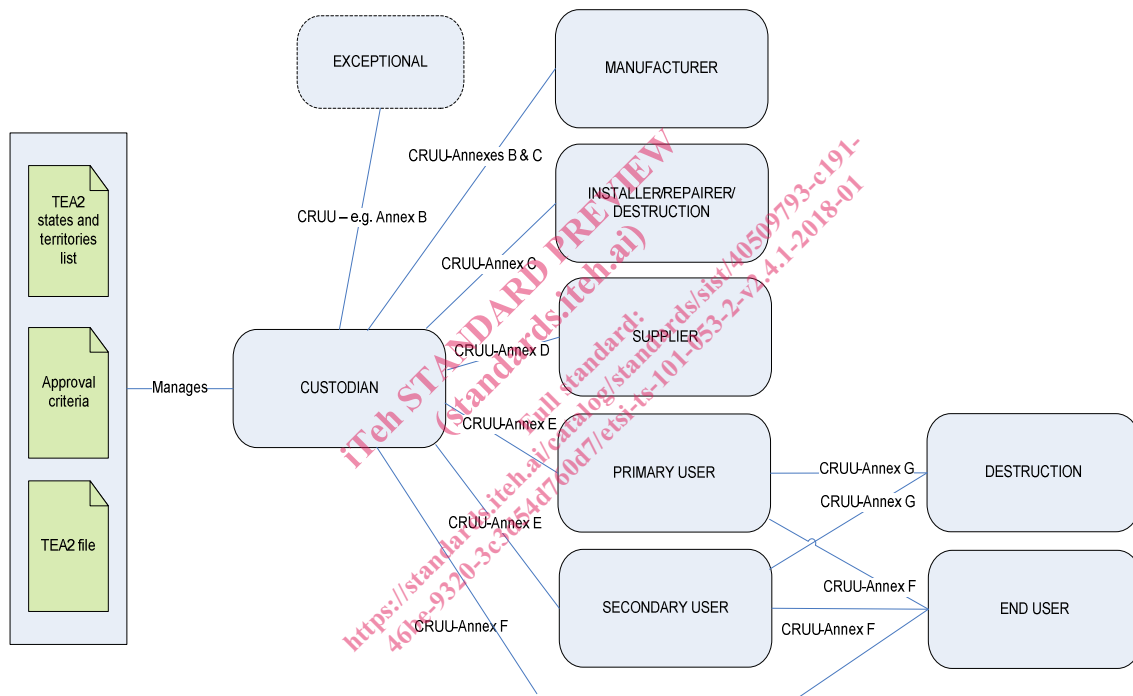 EXCEPTIONAL
MANUFACTURER
CRUU-Annexes B & C
TEA2
states and
territories
list
INSTALLER/REPAIRER/
DESTRUCTION
CRUU – e.g. Annex B
CRUU-Annex C
SUPPLIER
CRUU-Annex D
Approval
criteria
Manages
CUSTODIAN
CRUU-Annex E
PRIMARY USER
CRUU-Annex G
DESTRUCTION
CRUU-Annex G
CRUU-Annex E
TEA2 file
CRUU-Annex F
SECONDARY USER
END USER
CRUU-Annex F
CRUU-Annex F
iTeh STANDARD PREVIEW
(standards.iteh.ai)
Full standard:
https://standards.iteh.ai/catalog/standards/sist/40509793-c191-
46be-9320-3c3d54d760d7/etsi-ts-101-053-2-v2.4.1-2018-01